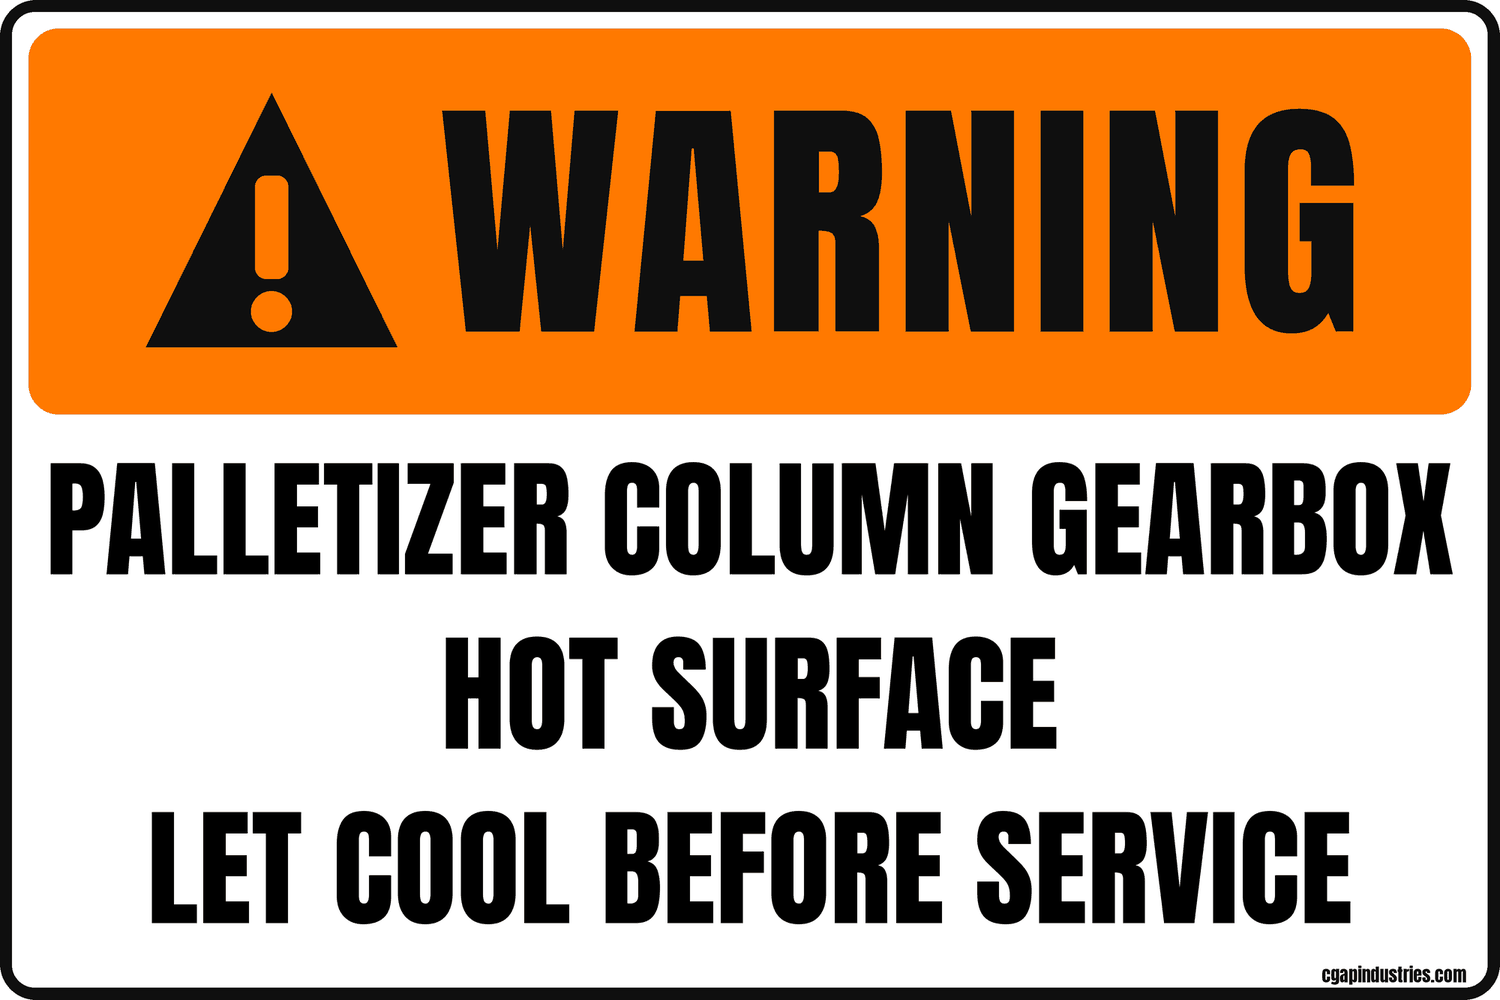 WARNING
PALLETIZER COLUMN GEARBOX
HOT SURFACE
LET COOL BEFORE SERVICE
cgapindustries.com